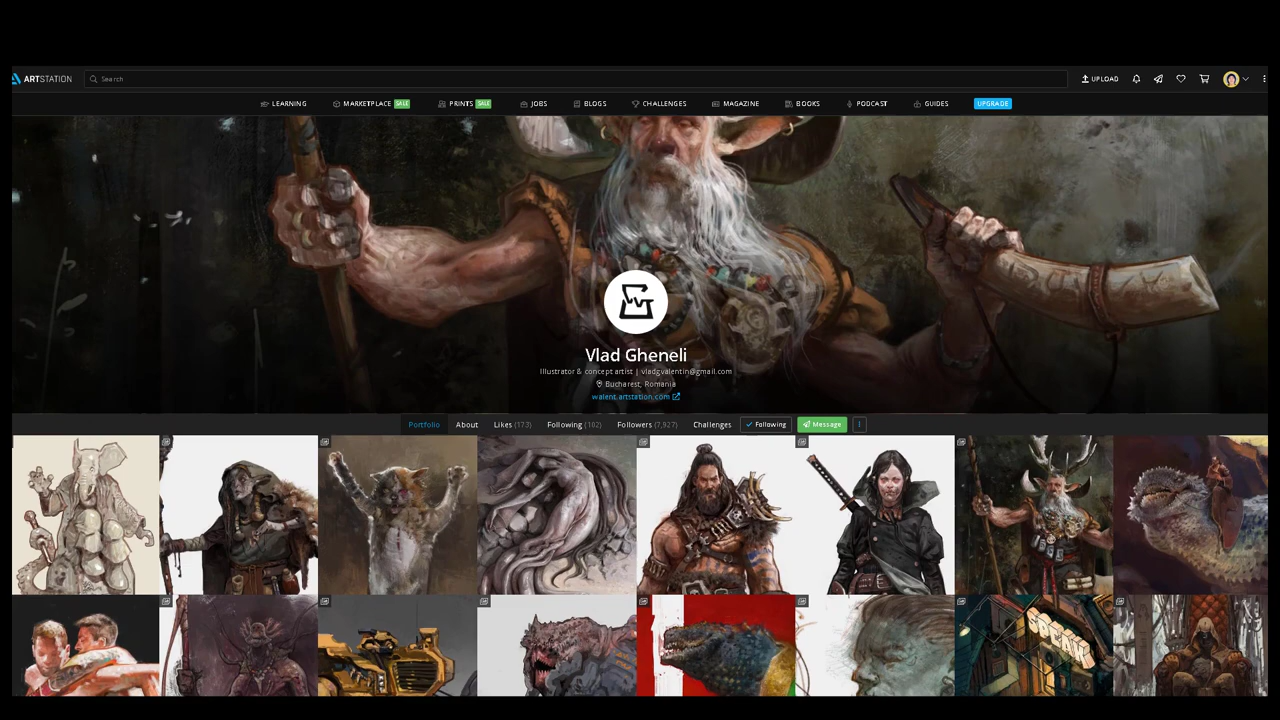 ARTSTATION
Search
UPLOAD
LEARNING
MARKETPLACE SALE
PRINTS SALE
JOBS
BLOGS
CHALLENGES
MAGAZINE
BOOKS
PODCAST
GUIDES
UPGRADE
Vlad Gheneli
Illustrator & concept artist | vladgvalentin@gmail.com
Bucharest, Romania
walent.artstation.com
Portfolio
About
Likes (173)
Following (102)
Followers (7,927)
Challenges
Following
Message